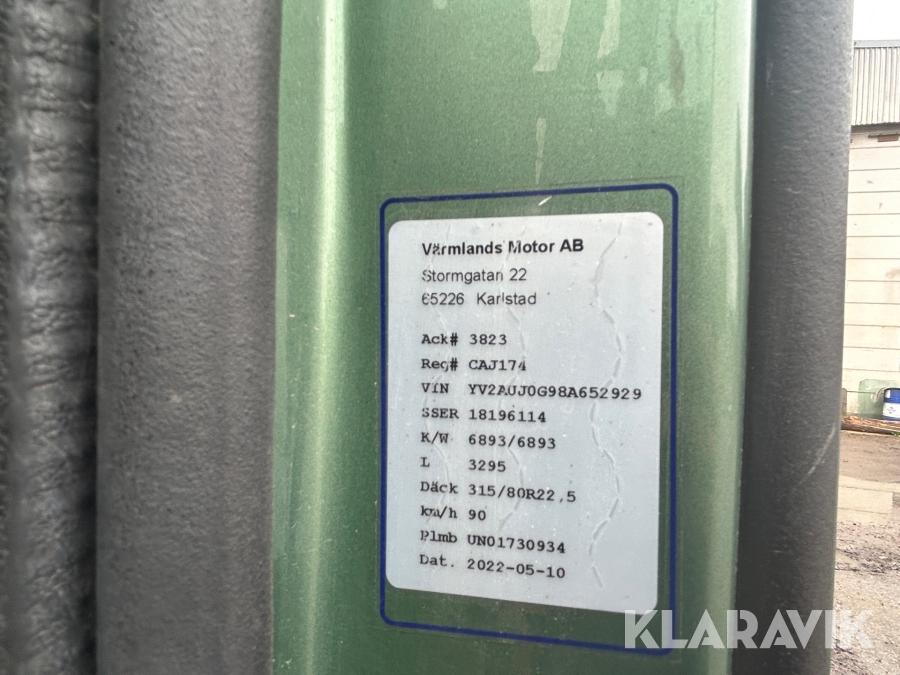 Värmlands Motor AB
Stormgatan 22
65226 Karlstad
Ack# 3823
Reg# CAJ174
VIN YV2A0JJ0G98A652929
SSER 18196114
K/W 6893/6893
L 3295
Däck 315/80R22,5
km/h 90
Plmb UN01730934
Dat. 2022-05-10
KLARAVIK